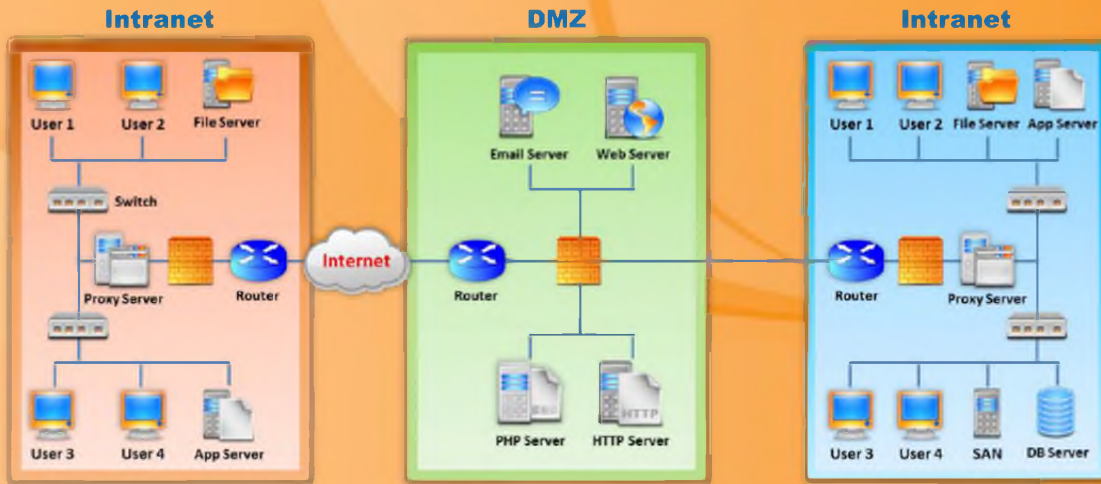 Intranet
DMZ
Intranet
User 1
User 2
File Server
Switch
Proxy Server
Router
User 3
User 4
App Server
Internet
Email Server
Web Server
Router
HTTP
PHP Server
HTTP Server
User 1
User 2
File Server
App Server
Router
Proxy Server
User 3
User 4
SAN
DB Server